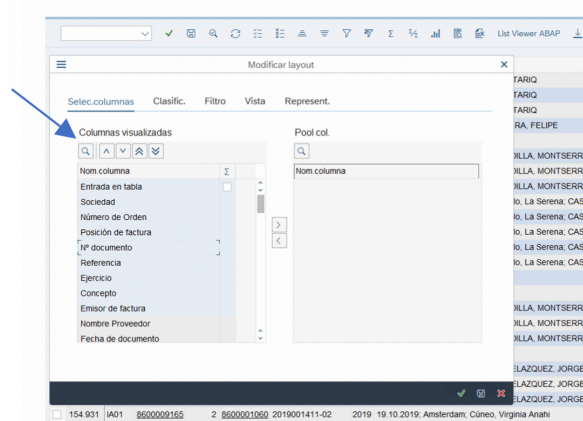 List Viewer ABAP
Modificar layout
Selec.columnas Clasific. Filtro Vista Represent.
Columnas visualizadas Pool col.
Nom.columna Σ Nom.columna
Entrada en tabla
Sociedad
Número de Orden
Posición de factura
Nº documento
Referencia
Ejercicio
Concepto
Emisor de factura
Nombre Proveedor
Fecha de documento
TARIQ
TARIQ
TARIQ
RA, FELIPE
DILLA, MONTSERR
DILLA, MONTSERR
DILLA, MONTSERR
lo, La Serena; CAS
lo, La Serena; CAS
lo, La Serena; CAS
lo, La Serena; CAS
DILLA, MONTSERR
DILLA, MONTSERR
DILLA, MONTSERR
ELAZQUEZ, JORGE
ELAZQUEZ, JORGE
ELAZQUEZ, JORGE
154.931 IA01 8600009165 2 8600001060 2019001411-02 2019 19.10.2019; Amsterdam; Cúneo, Virginia Anahi